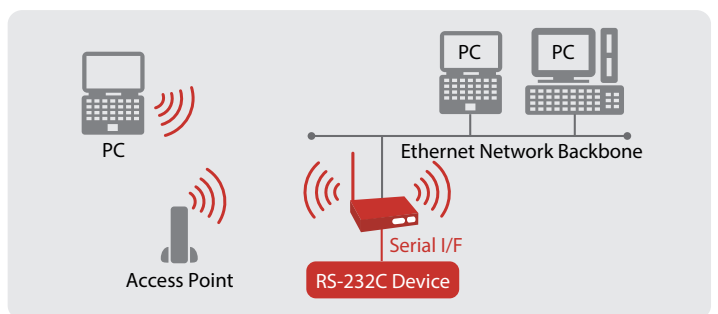 PC
PC
PC
Ethernet Network Backbone
Serial I/F
Access Point
RS-232C Device